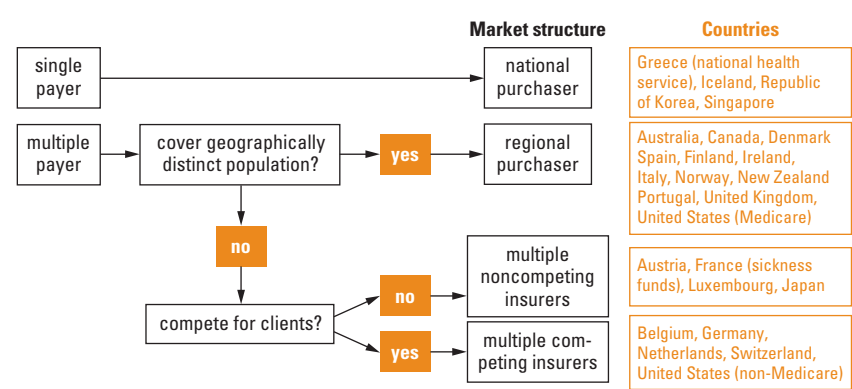 Market structure
Countries
single
payer
national
purchaser
Greece (national health
service), Iceland, Republic
of Korea, Singapore
multiple
payer
cover geographically
distinct population?
yes
regional
purchaser
Australia, Canada, Denmark
Spain, Finland, Ireland,
Italy, Norway, New Zealand
Portugal, United Kingdom,
United States (Medicare)
no
compete for clients?
no
multiple
noncompeting
insurers
Austria, France (sickness
funds), Luxembourg, Japan
yes
multiple com-
peting insurers
Belgium, Germany,
Netherlands, Switzerland,
United States (non-Medicare)